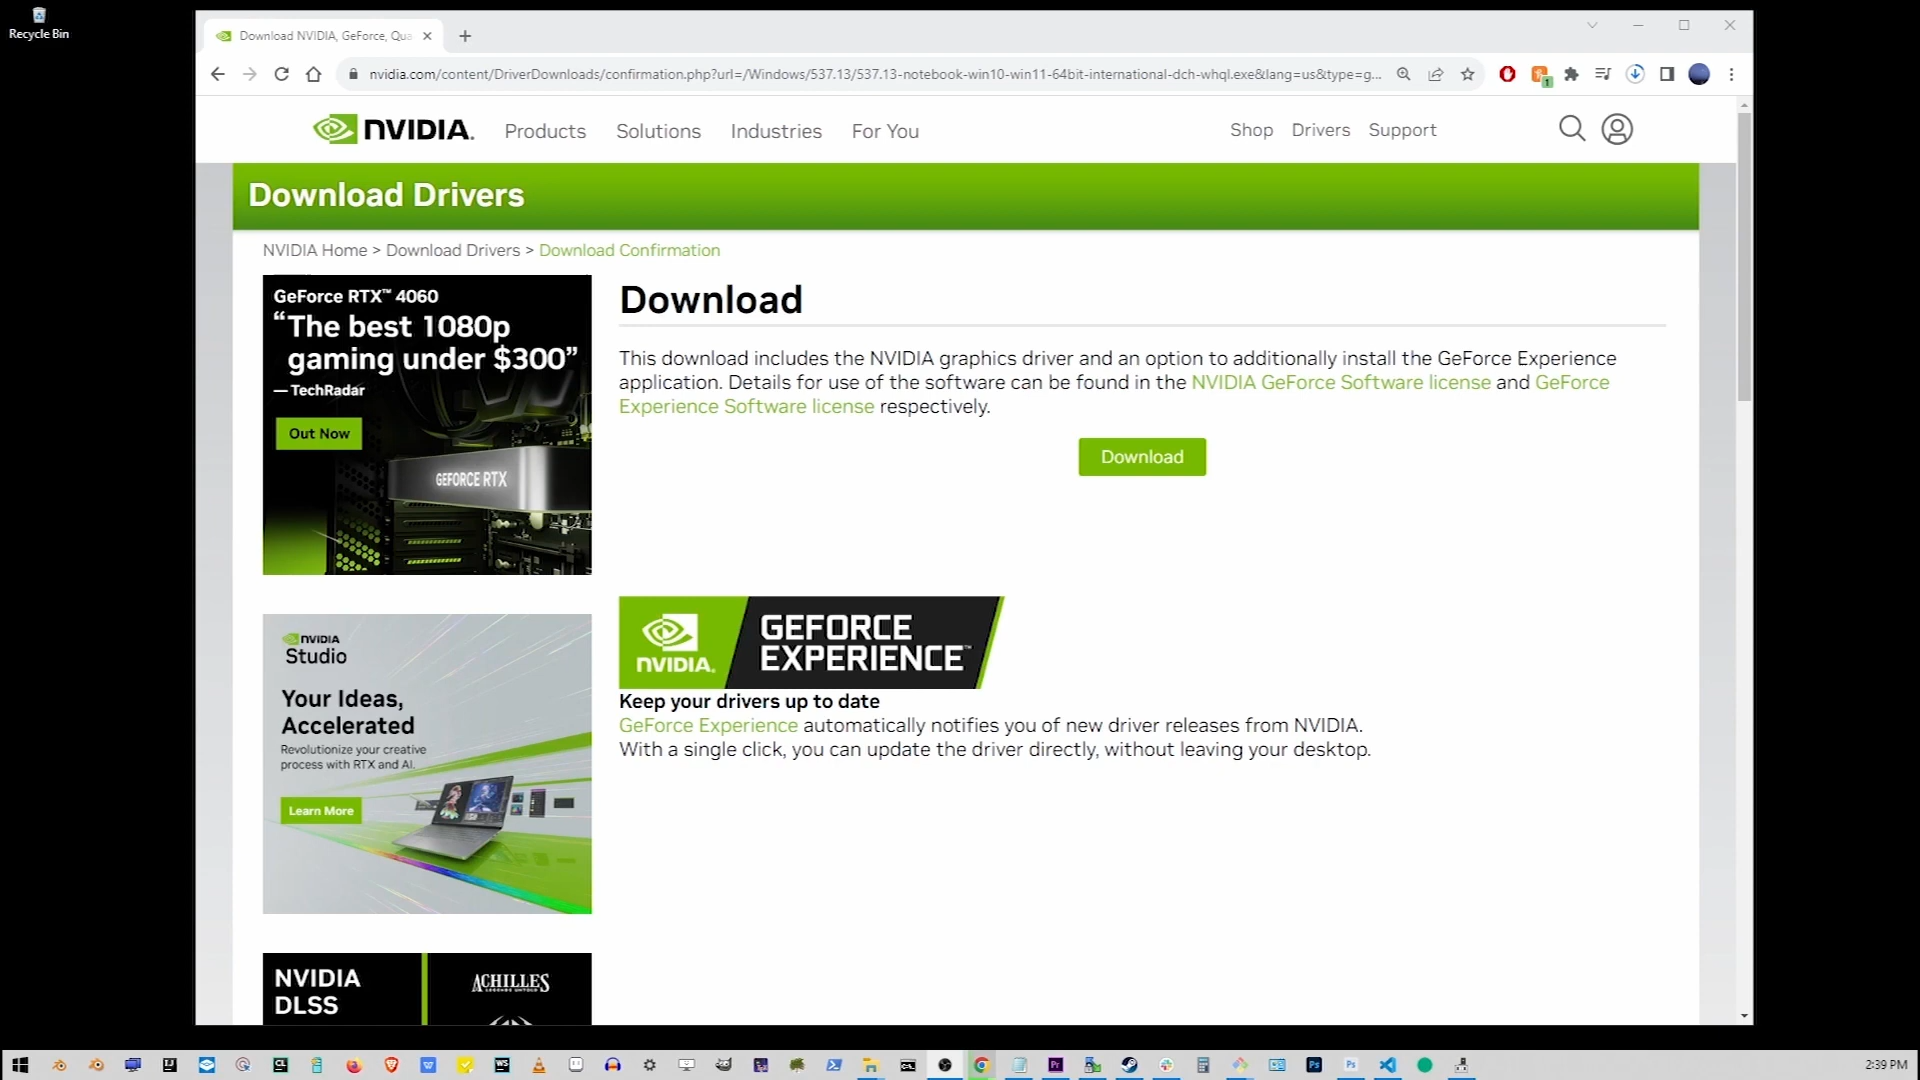 Recycle Bin
Download NVIDIA, GeForce, Qua
nvidia.com/content/DriverDownloads/confirmation.php?url=/Windows/537.13/537.13-notebook-win10-win11-64bit-international-dch-whql.exe&lang=us&type=g...
1
NVIDIA.
Products
Solutions
Industries
For You
Shop
Drivers
Support
Download Drivers
NVIDIA Home > Download Drivers > Download Confirmation
GeForce RTX™ 4060
“The best 1080p
gaming under $300”
— TechRadar
Out Now
GEFORCE RTX
Download
This download includes the NVIDIA graphics driver and an option to additionally install the GeForce Experience
application. Details for use of the software can be found in the NVIDIA GeForce Software license and GeForce
Experience Software license respectively.
Download
NVIDIA
Studio
Your Ideas,
Accelerated
Revolutionize your creative
process with RTX and AI.
Learn More
NVIDIA.
GEFORCE
EXPERIENCE™
Keep your drivers up to date
GeForce Experience automatically notifies you of new driver releases from NVIDIA.
With a single click, you can update the driver directly, without leaving your desktop.
NVIDIA
DLSS
ACHILLES
LEGENDS UNTOLD
2:39 PM